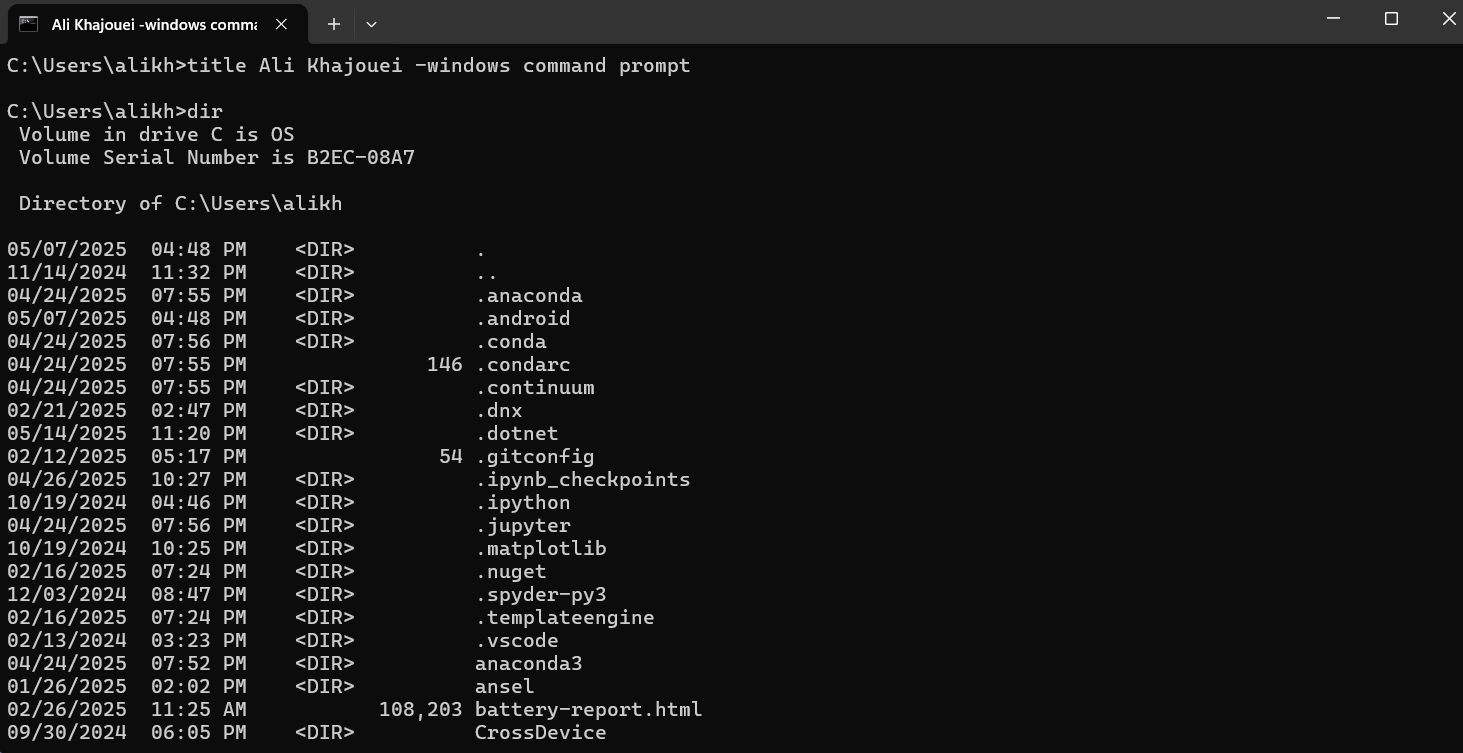 Ali Khajouei -windows comma
C:\Users\alikh>title Ali Khajouei -windows command prompt
C:\Users\alikh>dir
 Volume in drive C is OS
 Volume Serial Number is B2EC-08A7
 Directory of C:\Users\alikh
05/07/2025  04:48 PM    <DIR>          .
11/14/2024  11:32 PM    <DIR>          ..
04/24/2025  07:55 PM    <DIR>          .anaconda
05/07/2025  04:48 PM    <DIR>          .android
04/24/2025  07:56 PM    <DIR>          .conda
04/24/2025  07:55 PM               146 .condarc
04/24/2025  07:55 PM    <DIR>          .continuum
02/21/2025  02:47 PM    <DIR>          .dnx
05/14/2025  11:20 PM    <DIR>          .dotnet
02/12/2025  05:17 PM                54 .gitconfig
04/26/2025  10:27 PM    <DIR>          .ipynb_checkpoints
10/19/2024  04:46 PM    <DIR>          .ipython
04/24/2025  07:56 PM    <DIR>          .jupyter
10/19/2024  10:25 PM    <DIR>          .matplotlib
02/16/2025  07:24 PM    <DIR>          .nuget
12/03/2024  08:47 PM    <DIR>          .spyder-py3
02/16/2025  07:24 PM    <DIR>          .templateengine
02/13/2024  03:23 PM    <DIR>          .vscode
04/24/2025  07:52 PM    <DIR>          anaconda3
01/26/2025  02:02 PM    <DIR>          ansel
02/26/2025  11:25 AM           108,203 battery-report.html
09/30/2024  06:05 PM    <DIR>          CrossDevice